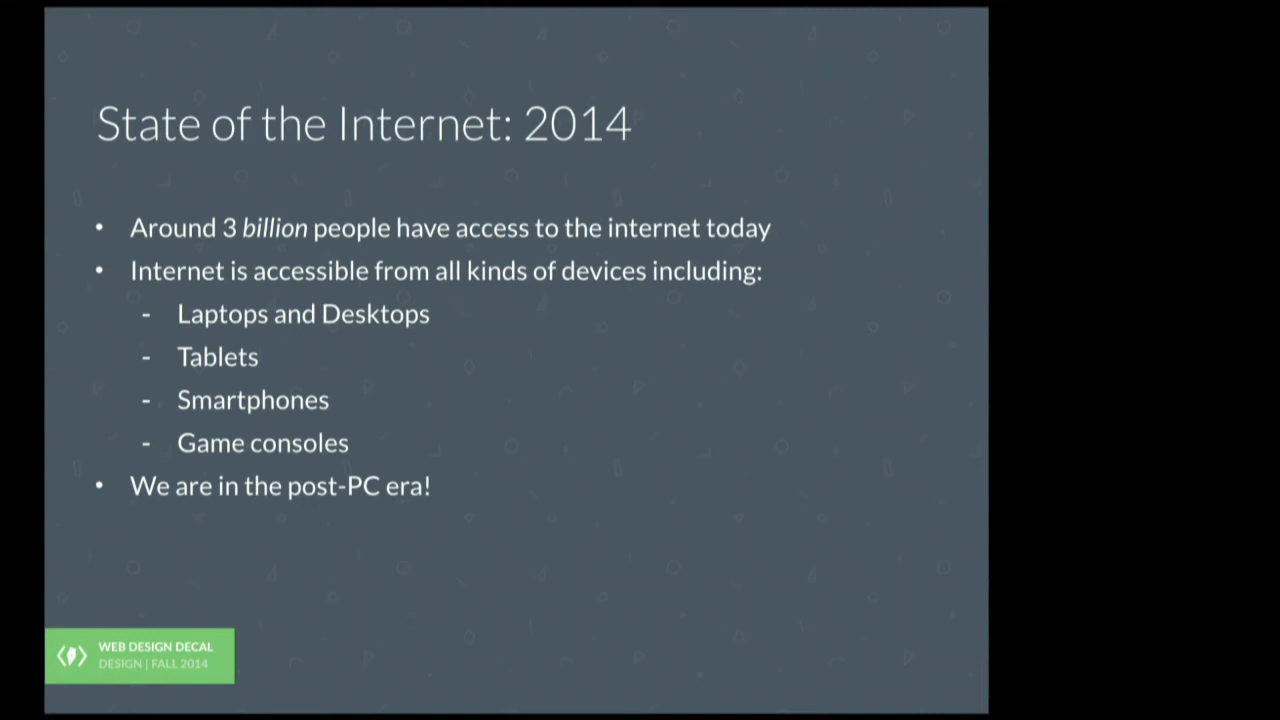 State of the Internet: 2014
• Around 3 billion people have access to the internet today
• Internet is accessible from all kinds of devices including:
- Laptops and Desktops
- Tablets
- Smartphones
- Game consoles
• We are in the post-PC era!
WEB DESIGN DECAL
DESIGN | FALL 2014